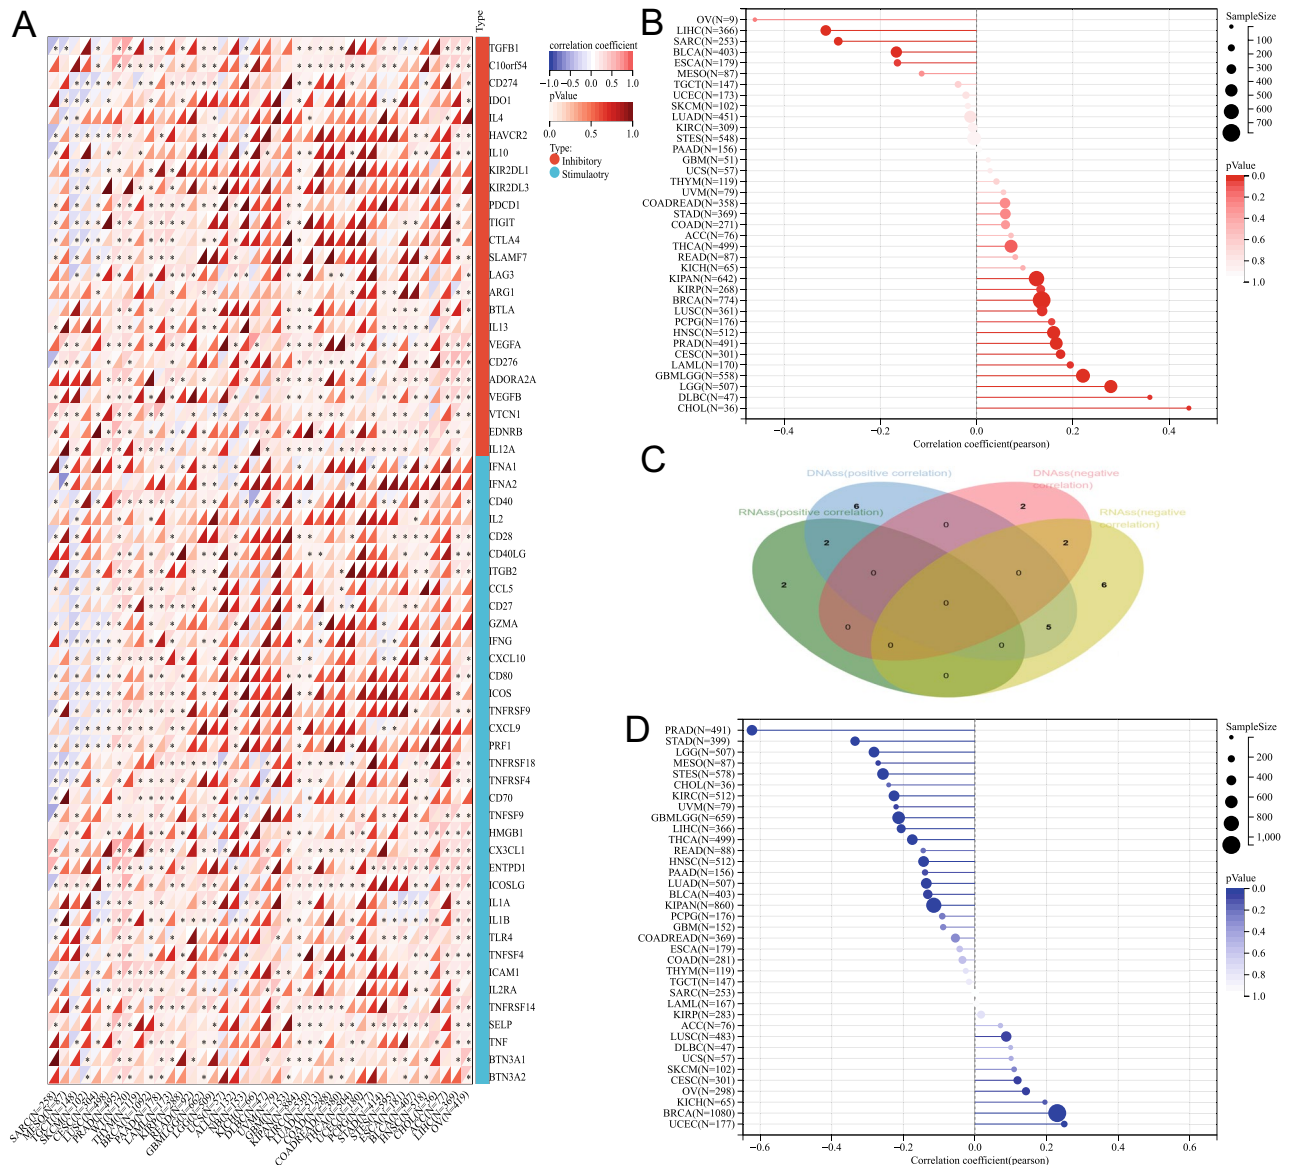 A
Type
TGFB1
C10orf54
CD274
IDO1
IL4
HAVCR2
IL10
KIR2DL1
KIR2DL3
PDCD1
TIGIT
CTLA4
SLAMF7
LAG3
ARG1
BTLA
IL13
VEGFA
CD276
ADORA2A
VEGFB
VTCN1
EDNRB
IL12A
IFNA1
IFNA2
CD40
IL2
CD28
CD40LG
ITGB2
CCL5
CD27
GZMA
IFNG
CXCL10
CD80
ICOS
TNFRSF9
CXCL9
PRF1
TNFRSF18
TNFRSF4
CD70
TNFSF9
HMGB1
CX3CL1
ENTPD1
ICOSLG
IL1A
IL1B
TLR4
TNFSF4
ICAM1
IL2RA
TNFRSF14
SELP
TNF
BTN3A1
BTN3A2
correlation coefficient
−1.0 −0.5 0.0 0.5 1.0
pValue
0.0 0.5 1.0
Type:
Inhibitory
Stimulaotry
B
OV(N=9)
LIHC(N=366)
SARC(N=253)
BLCA(N=403)
ESCA(N=179)
MESO(N=87)
TGCT(N=147)
UCEC(N=173)
SKCM(N=102)
LUAD(N=451)
KIRC(N=309)
STES(N=548)
PAAD(N=156)
GBM(N=51)
UCS(N=57)
THYM(N=119)
UVM(N=79)
COADREAD(N=358)
STAD(N=369)
COAD(N=271)
ACC(N=76)
THCA(N=499)
READ(N=87)
KICH(N=65)
KIPAN(N=642)
KIRP(N=268)
BRCA(N=774)
LUSC(N=361)
PCPG(N=176)
HNSC(N=512)
PRAD(N=491)
CESC(N=301)
LAML(N=170)
GBMLGG(N=558)
LGG(N=507)
DLBC(N=47)
CHOL(N=36)
−0.4 −0.2 0.0 0.2 0.4
Correlation coefficient(pearson)
SampleSize
100
200
300
400
500
600
700
pValue
0.0
0.2
0.4
0.6
0.8
1.0
C
DNAss(positive correlation)
DNAss(negative
correlation)
RNAss(positive correlation)
RNAss(negative
correlation)
6
0
2
2
2
2
0
0
6
0
0
5
0
0
0
D
PRAD(N=491)
STAD(N=399)
LGG(N=507)
MESO(N=87)
STES(N=578)
CHOL(N=36)
KIRC(N=512)
UVM(N=79)
GBMLGG(N=659)
LIHC(N=366)
THCA(N=499)
READ(N=88)
HNSC(N=512)
PAAD(N=156)
LUAD(N=507)
BLCA(N=403)
KIPAN(N=860)
PCPG(N=176)
GBM(N=152)
COADREAD(N=369)
ESCA(N=179)
COAD(N=281)
THYM(N=119)
TGCT(N=147)
SARC(N=253)
LAML(N=167)
KIRP(N=283)
ACC(N=76)
LUSC(N=483)
DLBC(N=47)
UCS(N=57)
SKCM(N=102)
CESC(N=301)
OV(N=298)
KICH(N=65)
BRCA(N=1080)
UCEC(N=177)
−0.6 −0.4 −0.2 0.0 0.2 0.4 0.6
Correlation coefficient(pearson)
SampleSize
200
400
600
800
1,000
pValue
0.0
0.2
0.4
0.6
0.8
1.0